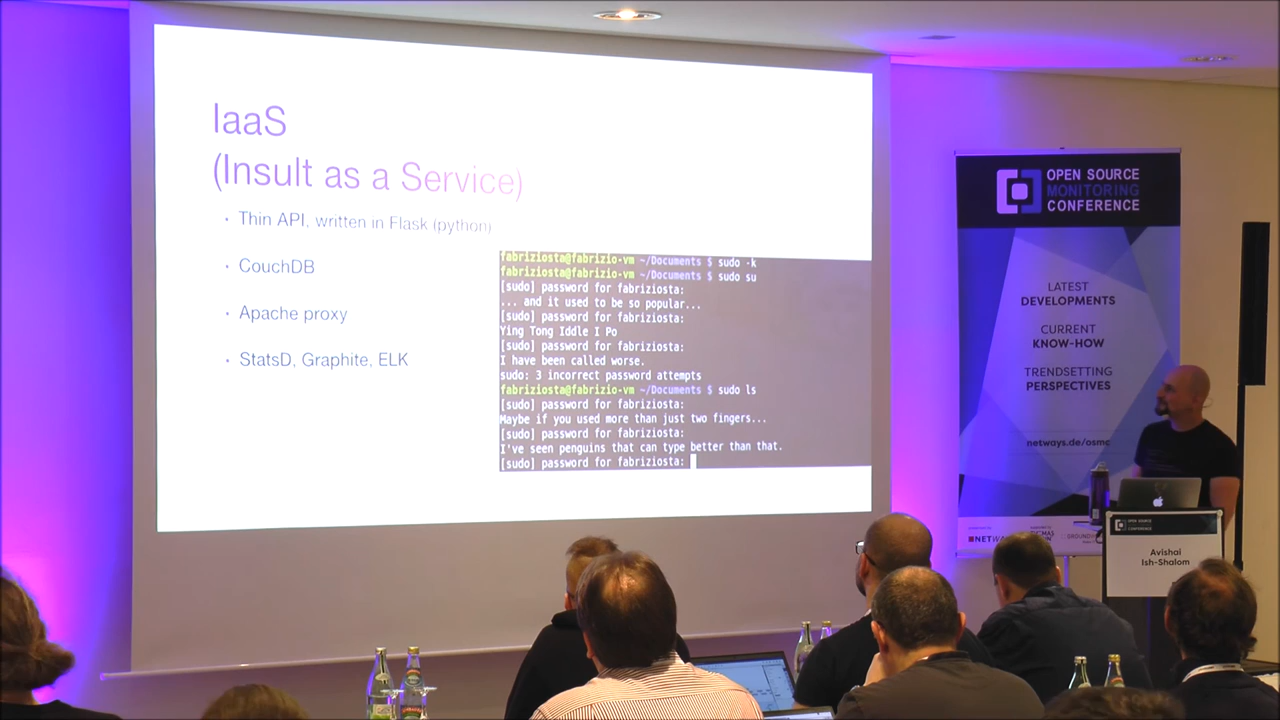 IaaS
(Insult as a Service)
• Thin API, written in Flask (python)
• CouchDB
• Apache proxy
• StatsD, Graphite, ELK
fabriziosta@fabrizio-vm ~/Documents $ sudo -k
fabriziosta@fabrizio-vm ~/Documents $ sudo su
[sudo] password for fabriziosta:
... and it used to be so popular...
[sudo] password for fabriziosta:
Ying Tong Iddle I Po
[sudo] password for fabriziosta:
I have been called worse.
sudo: 3 incorrect password attempts
fabriziosta@fabrizio-vm ~/Documents $ sudo ls
[sudo] password for fabriziosta:
Maybe if you used more than just two fingers...
[sudo] password for fabriziosta:
I've seen penguins that can type better than that.
[sudo] password for fabriziosta:
OPEN SOURCE
MONITORING
CONFERENCE
LATEST
DEVELOPMENTS
CURRENT
KNOW-HOW
TRENDSETTING
PERSPECTIVES
netways.de/osmc
OPEN SOURCE
CONFERENCE
Avishai
Ish-Shalom